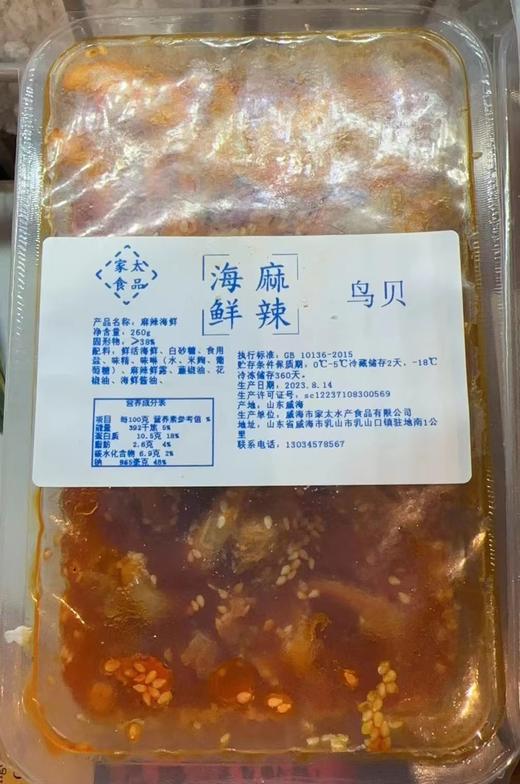 家太
食品
海鲜
麻辣
鸟贝
产品名称：麻辣海鲜
净含量：260g
固形物：≥38%
配料：鲜活海鲜、白砂糖、食用
盐、味精、味啉（水、米麴、葡
萄糖）、麻辣鲜露、藤椒油、花
椒油、海鲜酱油、
营养成分表
项目 每100克 营养素参考值 %
能量 392千焦 5%
蛋白质 10.5克 18%
脂肪 2.6克 4%
碳水化合物 6.9克 2%
钠 965毫克 48%
执行标准：GB 10136-2015
贮存条件保质期：0℃-5℃冷藏储存2天、-18℃
冷冻储存360天。
生产日期：2023.8.14
生产许可证号：sc12237108300569
产地：山东威海
生产单位：威海市家太水产食品有限公司
地址：山东省威海市乳山市乳山口镇驻地南1公
里
联系电话：13034578567